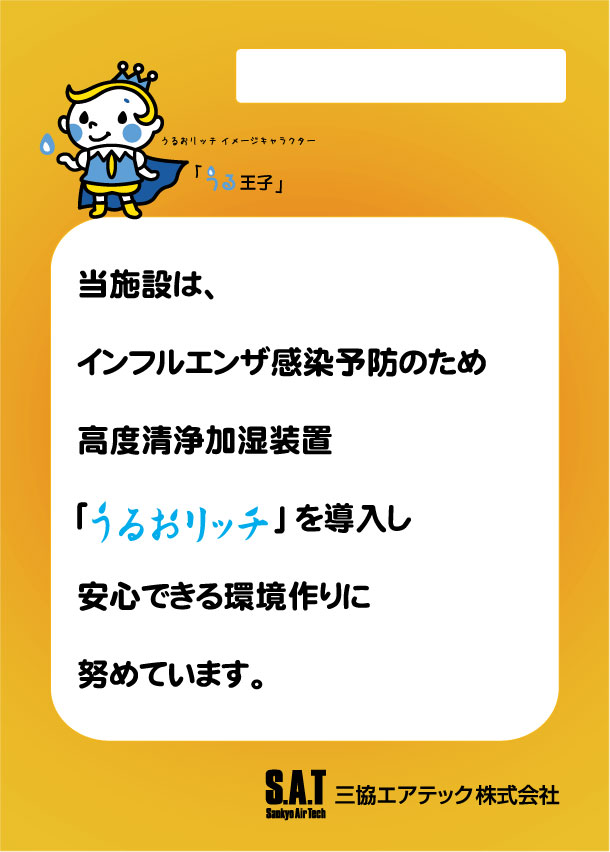 うるおリッチ イメージキャラクター
「うる王子」
当施設は、
インフルエンザ感染予防のため
高度清浄加湿装置
「うるおリッチ」を導入し
安心できる環境作りに
努めています。
S.A.T 三協エアテック株式会社
Sankyo Air Tech